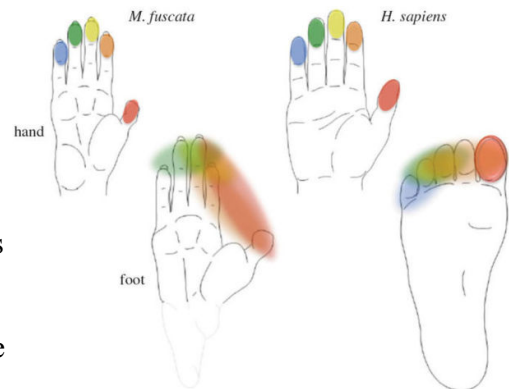 M. fuscata
H. sapiens
hand
s
foot
e